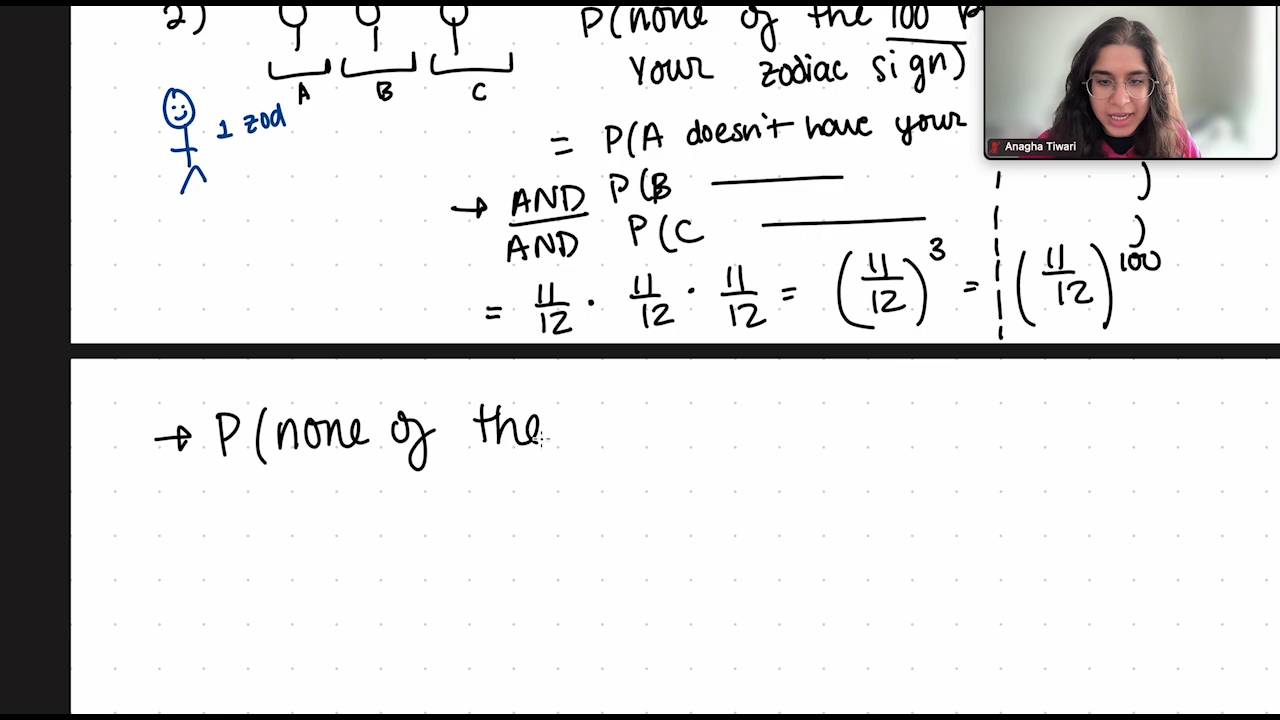 2) P(none of the 100 P
A B C your zodiac sign)
1 zod
= P(A doesn't have your
→ AND P(B )
AND P(C )
= 11/12 · 11/12 · 11/12 = (11/12)^3 = (11/12)^100
→ P(none of the
Anagha Tiwari